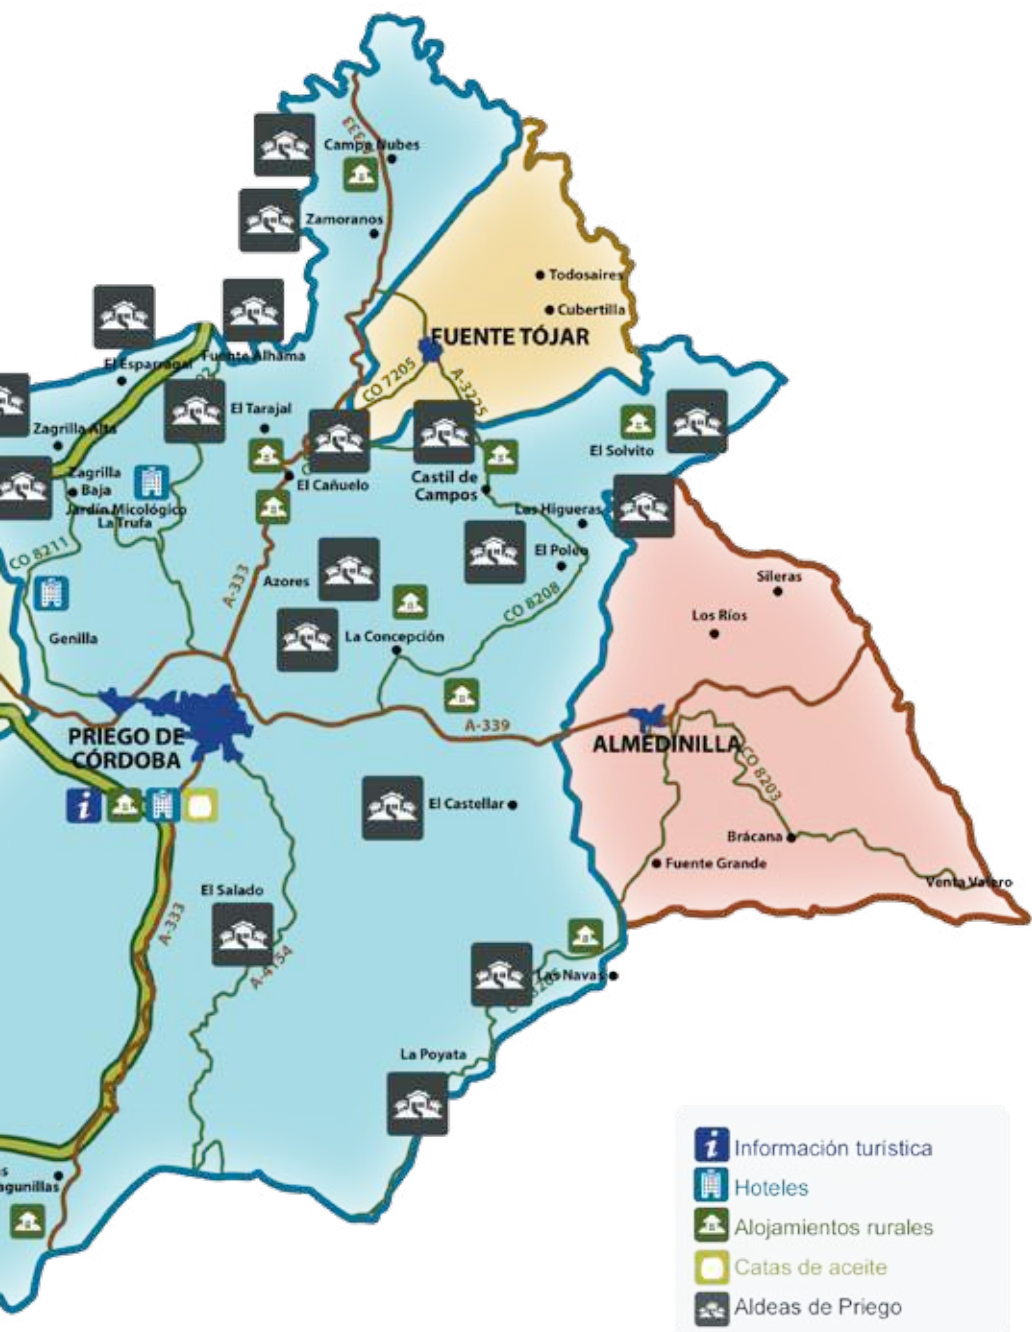 A-333
Campo Nubes
Zamoranos
Todosaires
Cubertilla
FUENTE TÓJAR
El Esparragal
Fuente Alhama
CO 7205
A-3225
El Tarajal
Zagrilla Alta
El Solvito
Zagrilla
Baja
El Cañuelo
Castil de
Campos
Jardín Micológico
La Trufa
Las Higueras
CO 8211
El Poleo
Azores
A-333
Sileras
CO 8208
Los Ríos
Genilla
La Concepción
A-339
PRIEGO DE
CÓRDOBA
ALMEDINILLA
CO 8203
El Castellar
Brácana
Fuente Grande
El Salado
Venta Valero
A-333
A-4154
Las Navas
La Poyata
agunillas
Información turística
Hoteles
Alojamientos rurales
Catas de aceite
Aldeas de Priego